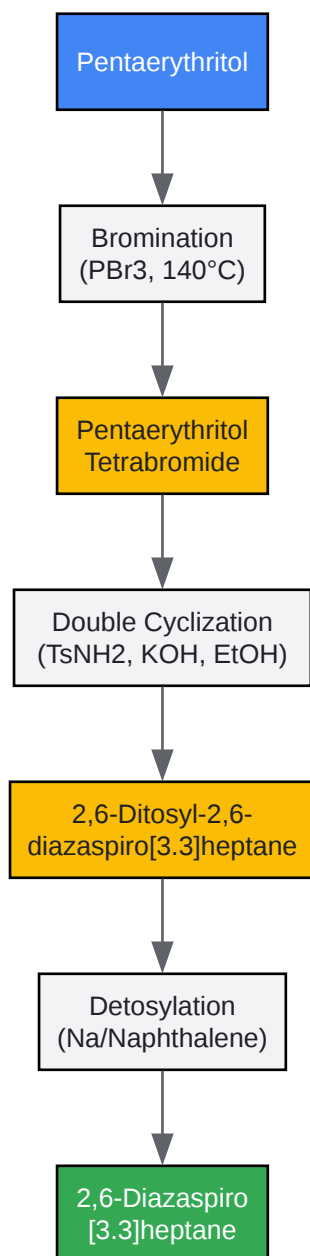 Pentaerythritol
Bromination
(PBr3, 140°C)
Pentaerythritol
Tetrabromide
Double Cyclization
(TsNH2, KOH, EtOH)
2,6-Ditosyl-2,6-
diazaspiro[3.3]heptane
Detosylation
(Na/Naphthalene)
2,6-Diazaspiro
[3.3]heptane